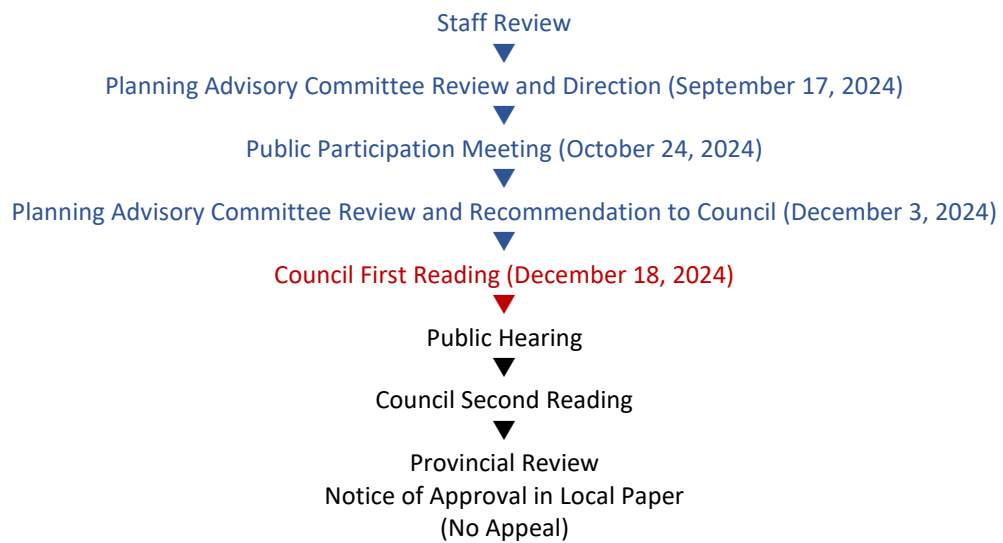 Staff Review
Planning Advisory Committee Review and Direction (September 17, 2024)
Public Participation Meeting (October 24, 2024)
Planning Advisory Committee Review and Recommendation to Council (December 3, 2024)
Council First Reading (December 18, 2024)
Public Hearing
Council Second Reading
Provincial Review
Notice of Approval in Local Paper
(No Appeal)